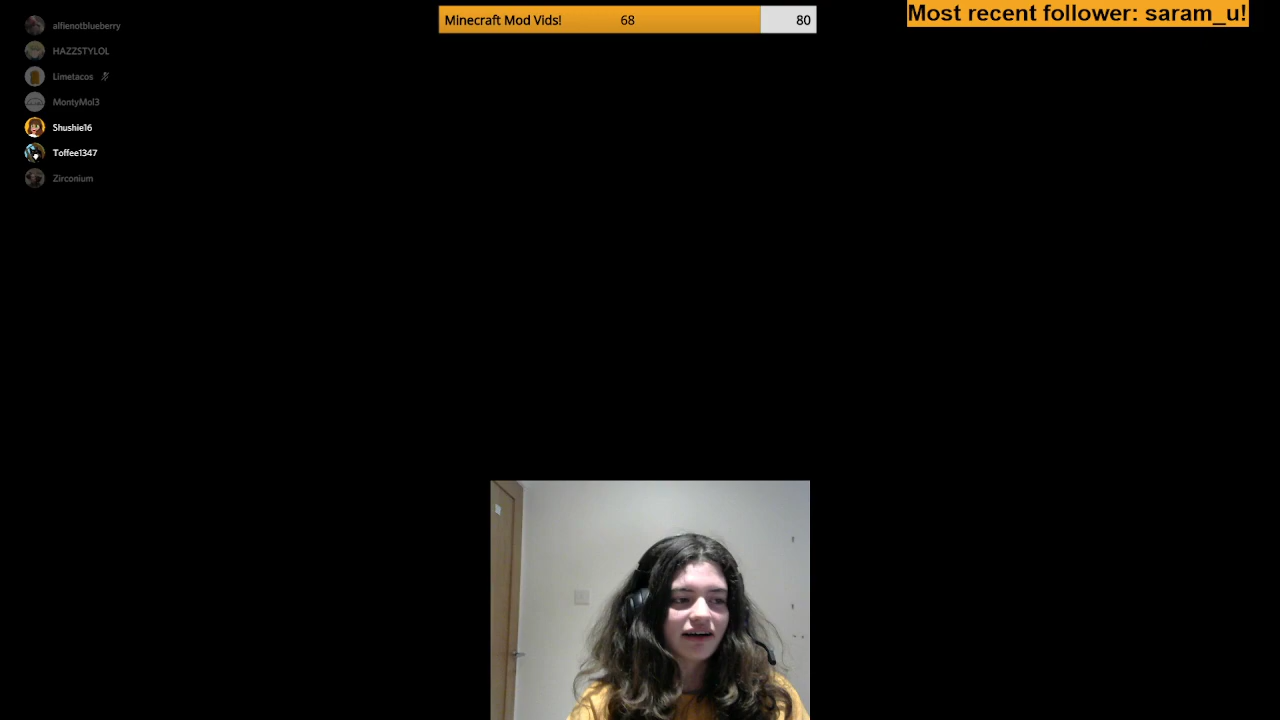 alfienotblueberry
HAZZSTYLOL
Limetacos
MontyMol3
Shushie16
Toffee1347
Zirconium
Minecraft Mod Vids! 68 80
Most recent follower: saram_u!